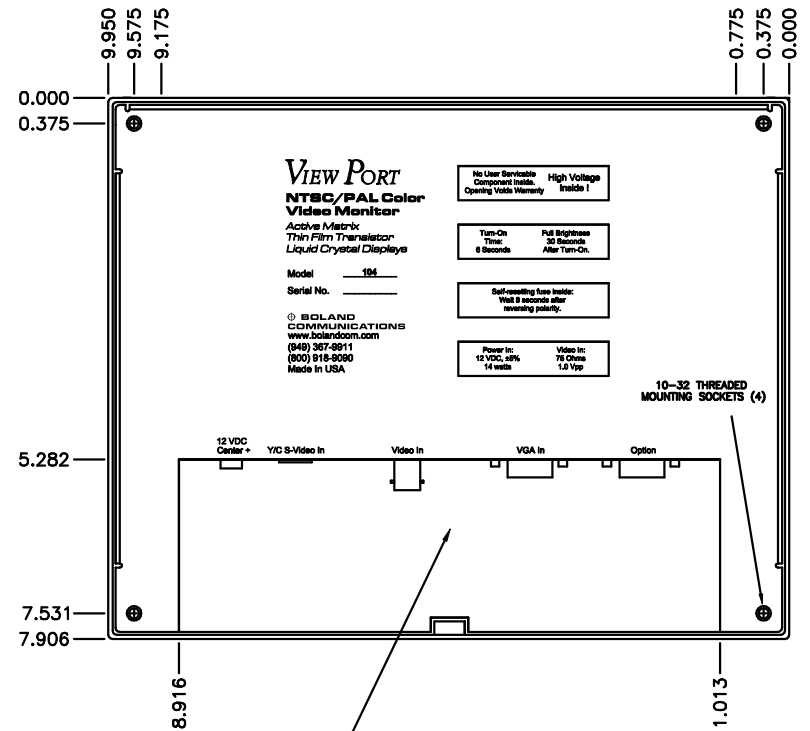 9.950
9.575
9.175
0.775
0.375
0.000
0.000
0.375
VIEW PORT
NTSC/PAL Color
Video Monitor
Active Matrix
Thin Film Transistor
Liquid Crystal Displays
Model 104
Serial No.
BOLAND
COMMUNICATIONS
www.bolandcom.com
(949) 367-9911
(800) 918-9090
Made in USA
No User Servicable
Component Inside.
Opening Voids Warranty
High Voltage
Inside !
Turn-On
Time:
6 Seconds
Full Brightness
30 Seconds
After Turn-On.
Self-resetting fuse inside:
Wait 8 seconds after
reversing polarity.
Power In:
12 VDC, ±5%
14 watts
Video In:
75 Ohms
1.0 Vpp
10-32 THREADED
MOUNTING SOCKETS (4)
5.282
12 VDC
Center +
Y/C S-Video In
Video In
VGA In
Option
7.531
7.906
8.916
1.013